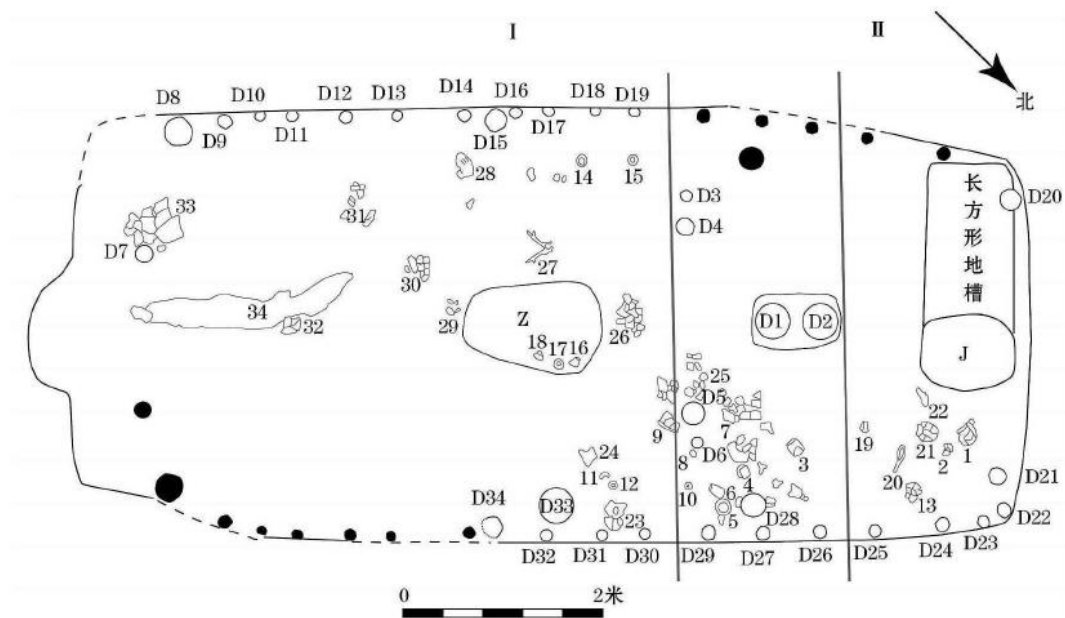 Ⅰ
Ⅱ
北
D8
D10
D12
D13
D14
D16
D18
D19
D9
D11
D15
D17
28
14
15
D3
D20
长方形地槽
33
31
D4
D7
27
30
34
Z
D1
D2
32
29
26
J
18
17
16
25
D5
22
9
7
19
24
D6
8
3
21
2
1
11
12
4
20
10
6
13
D21
D34
D33
23
5
D28
D22
D32
D31
D30
D29
D27
D26
D25
D24
D23
0
2米